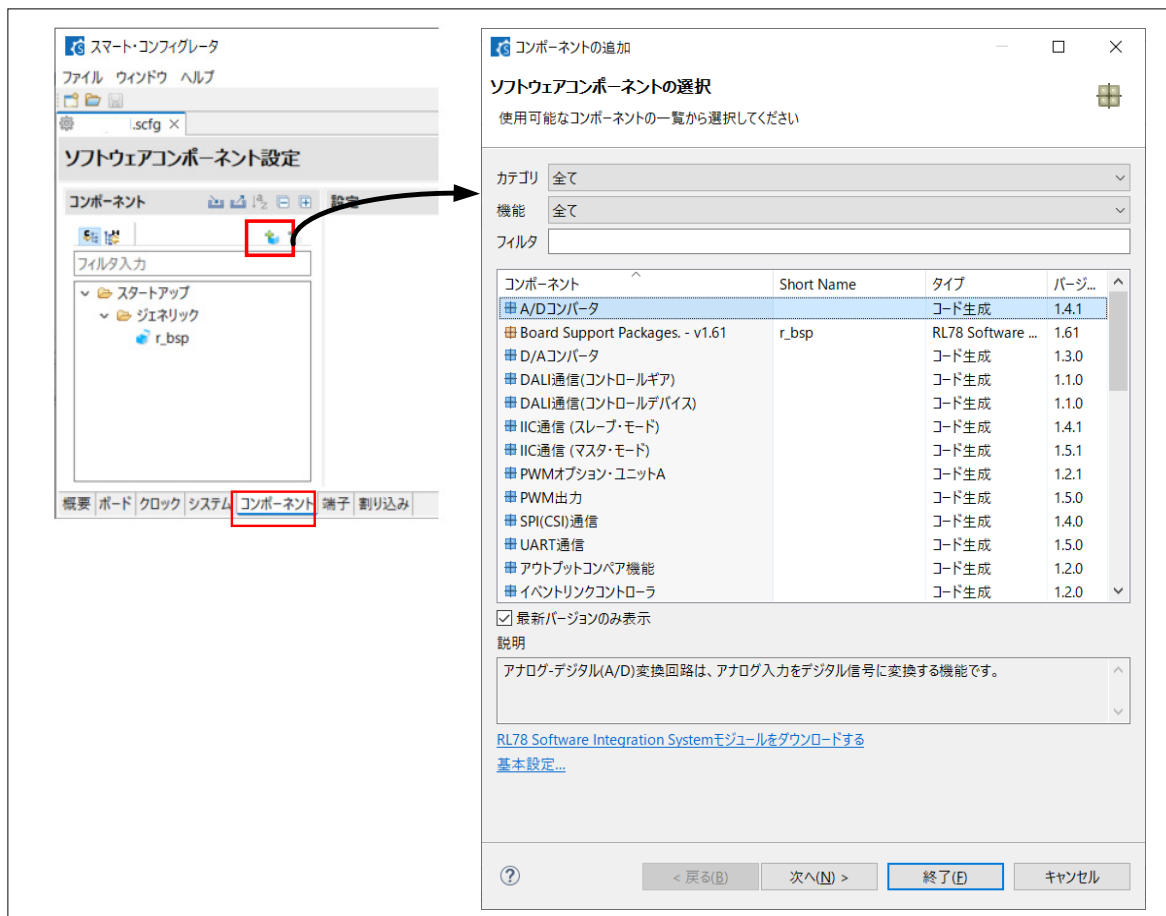 スマート・コンフィグレータ
ファイル ウィンドウ ヘルプ
.scfg
ソフトウェアコンポーネント設定
コンポーネント
設定
フィルタ入力
スタートアップ
ジェネリック
r_bsp
概要 ボード クロック システム コンポーネント 端子 割り込み
コンポーネントの追加
ソフトウェアコンポーネントの選択
使用可能なコンポーネントの一覧から選択してください
カテゴリ 全て
機能 全て
フィルタ
コンポーネント Short Name タイプ バージ...
A/Dコンバータ コード生成 1.4.1
Board Support Packages. - v1.61 r_bsp RL78 Software ... 1.61
D/Aコンバータ コード生成 1.3.0
DALI通信(コントロールギア) コード生成 1.1.0
DALI通信(コントロールデバイス) コード生成 1.1.0
IIC通信 (スレーブ・モード) コード生成 1.4.1
IIC通信 (マスタ・モード) コード生成 1.5.1
PWMオプション・ユニットA コード生成 1.2.1
PWM出力 コード生成 1.5.0
SPI(CSI)通信 コード生成 1.4.0
UART通信 コード生成 1.5.0
アウトプットコンペア機能 コード生成 1.2.0
イベントリンクコントローラ コード生成 1.2.0
最新バージョンのみ表示
説明
アナログ-デジタル(A/D)変換回路は、アナログ入力をデジタル信号に変換する機能です。
RL78 Software Integration Systemモジュールをダウンロードする
基本設定...
< 戻る(B) 次へ(N) > 終了(F) キャンセル